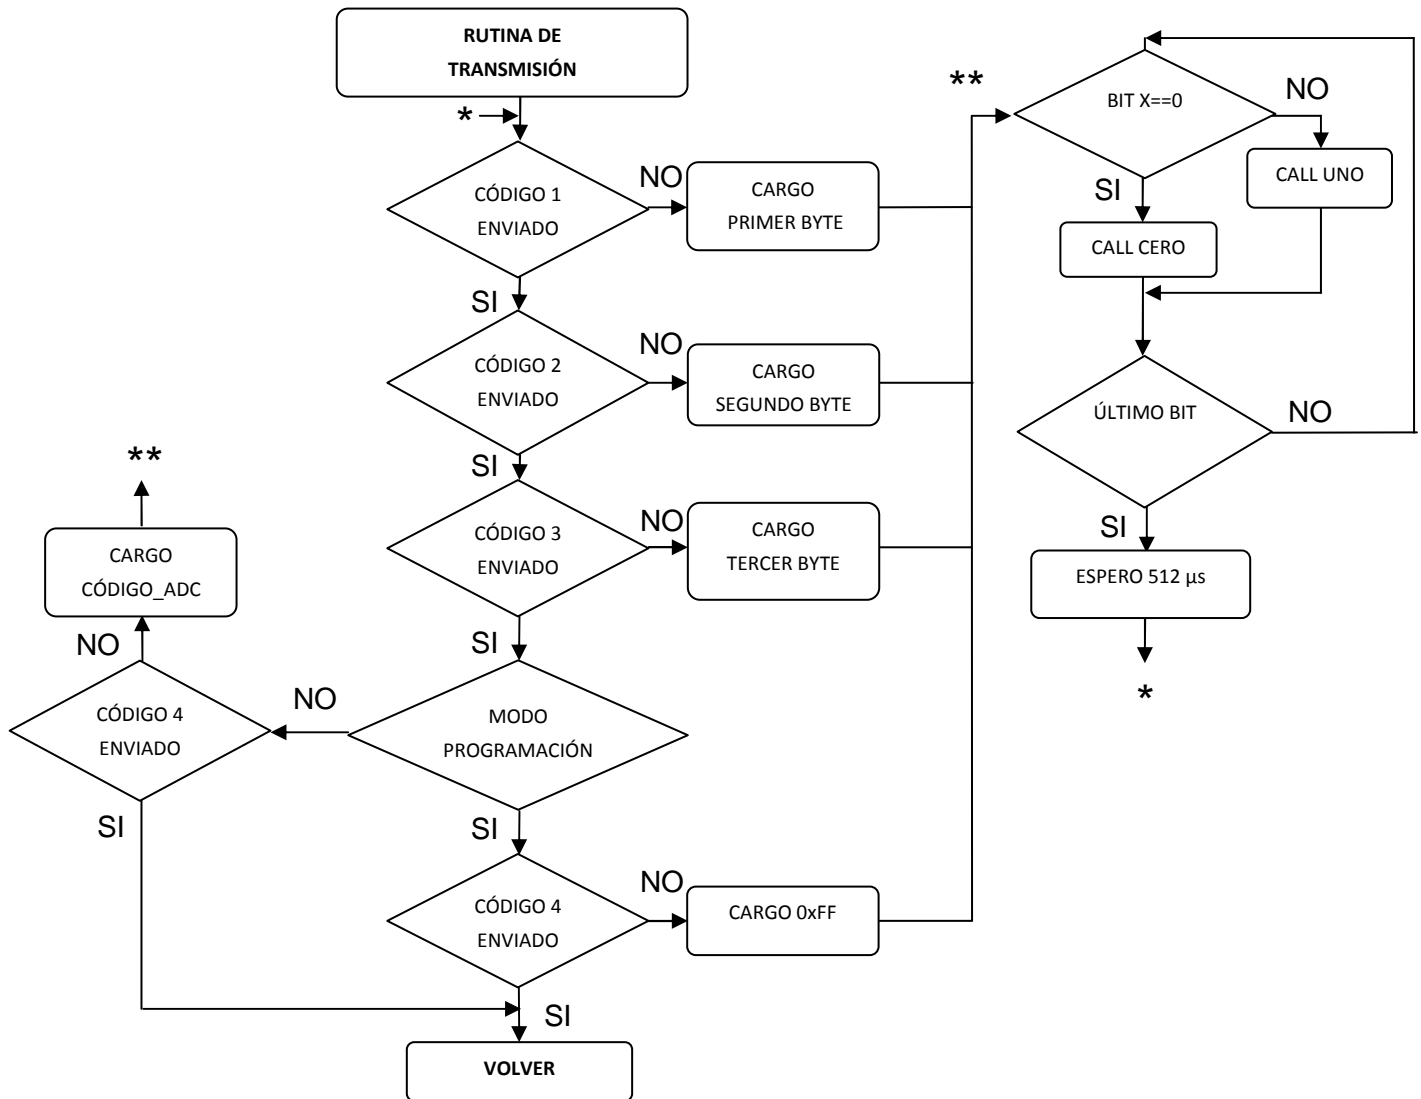 RUTINA DE
TRANSMISIÓN
*
CÓDIGO 1
ENVIADO
NO
CARGO
PRIMER BYTE
SI
CÓDIGO 2
ENVIADO
NO
CARGO
SEGUNDO BYTE
SI
CÓDIGO 3
ENVIADO
NO
CARGO
TERCER BYTE
SI
MODO
PROGRAMACIÓN
NO
CÓDIGO 4
ENVIADO
NO
CARGO
CÓDIGO_ADC
**
SI
SI
CÓDIGO 4
ENVIADO
NO
CARGO 0xFF
SI
VOLVER
**
BIT X==0
NO
CALL UNO
SI
CALL CERO
ÚLTIMO BIT
NO
SI
ESPERO 512 µs
*